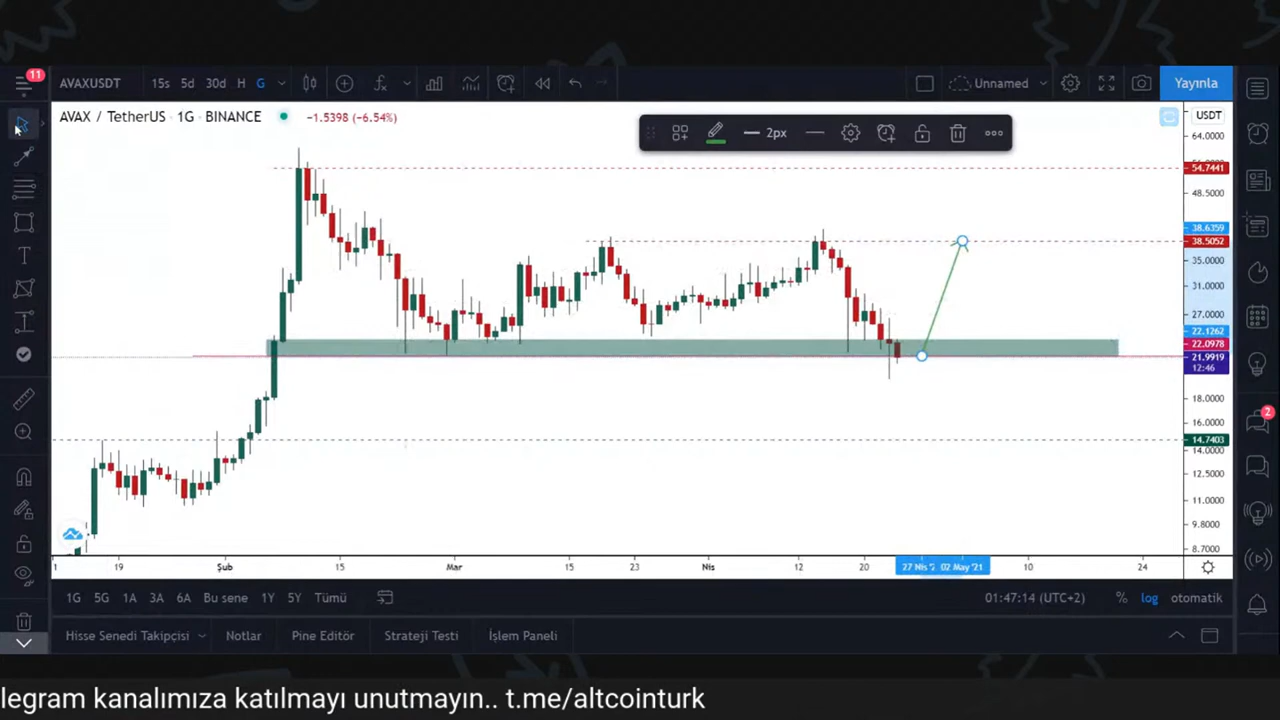 11
AVAXUSDT 15s 5d 30d H G Unnamed Yayınla
AVAX / TetherUS · 1G · BINANCE −1.5398 (−6.54%)
2px
USDT
64.0000
54.7441
48.5000
38.6359
38.5052
35.0000
31.0000
27.0000
22.1262
22.0978
21.9919
12:46
18.0000
16.0000
14.7403
14.0000
12.5000
11.0000
9.8000
8.7000
2
1 19 Şub 15 Mar 15 23 Nis 12 20 27 Nis '2 02 May '21 10 24
1G 5G 1A 3A 6A Bu sene 1Y 5Y Tümü 01:47:14 (UTC+2) % log otomatik
Hisse Senedi Takipçisi Notlar Pine Editör Strateji Testi İşlem Paneli
legram kanalımıza katılmayı unutmayın.. t.me/altcointurk